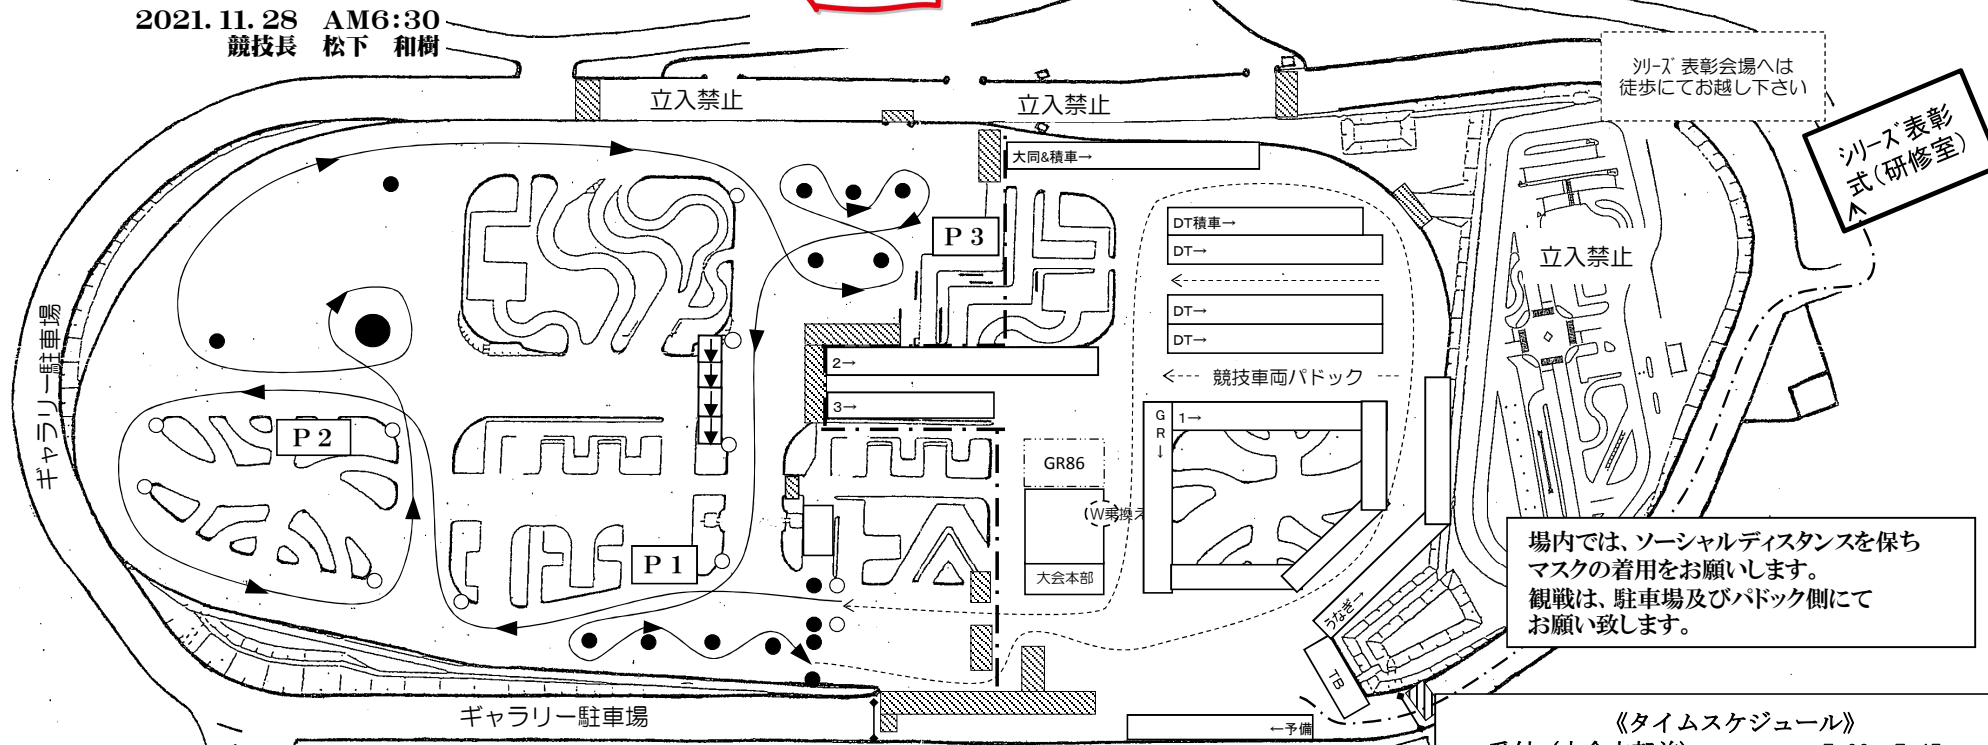 2021.11.28　AM6:30
競技長　松下　和樹
立入禁止
立入禁止
ｼﾘｰｽﾞ表彰会場へは
徒歩にてお越し下さい
シリーズ表彰
式（研修室）
大同&積車→
DT積車→
DT→
DT→
DT→
立入禁止
P 3
2→
3→
競技車両パドック
GR→
1→
ギャラリー駐車場
P 2
P 1
GR86
W乗換え
大会本部
うなぎ→
TB
場内では、ソーシャルディスタンスを保ち
マスクの着用をお願いします。
観戦は、駐車場及びパドック側にて
お願い致します。
ギャラリー駐車場
←予備
《タイムスケジュール》